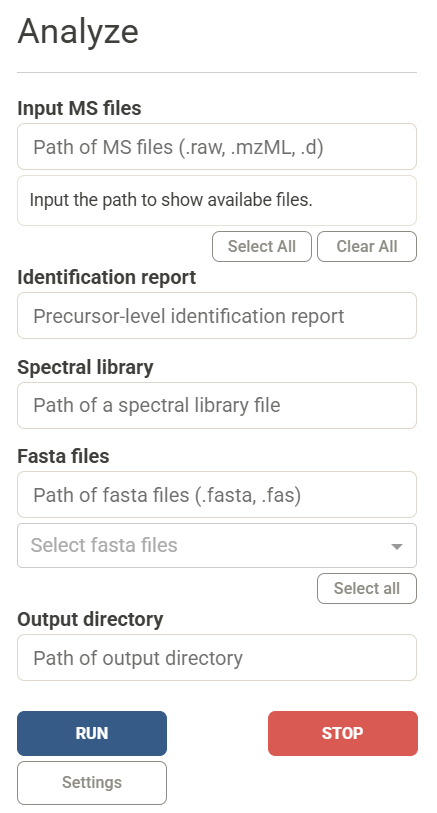 Analyze
Input MS files
Path of MS files (.raw, .mzML, .d)
Input the path to show availabe files.
Select All Clear All
Identification report
Precursor-level identification report
Spectral library
Path of a spectral library file
Fasta files
Path of fasta files (.fasta, .fas)
Select fasta files
Select all
Output directory
Path of output directory
RUN STOP
Settings